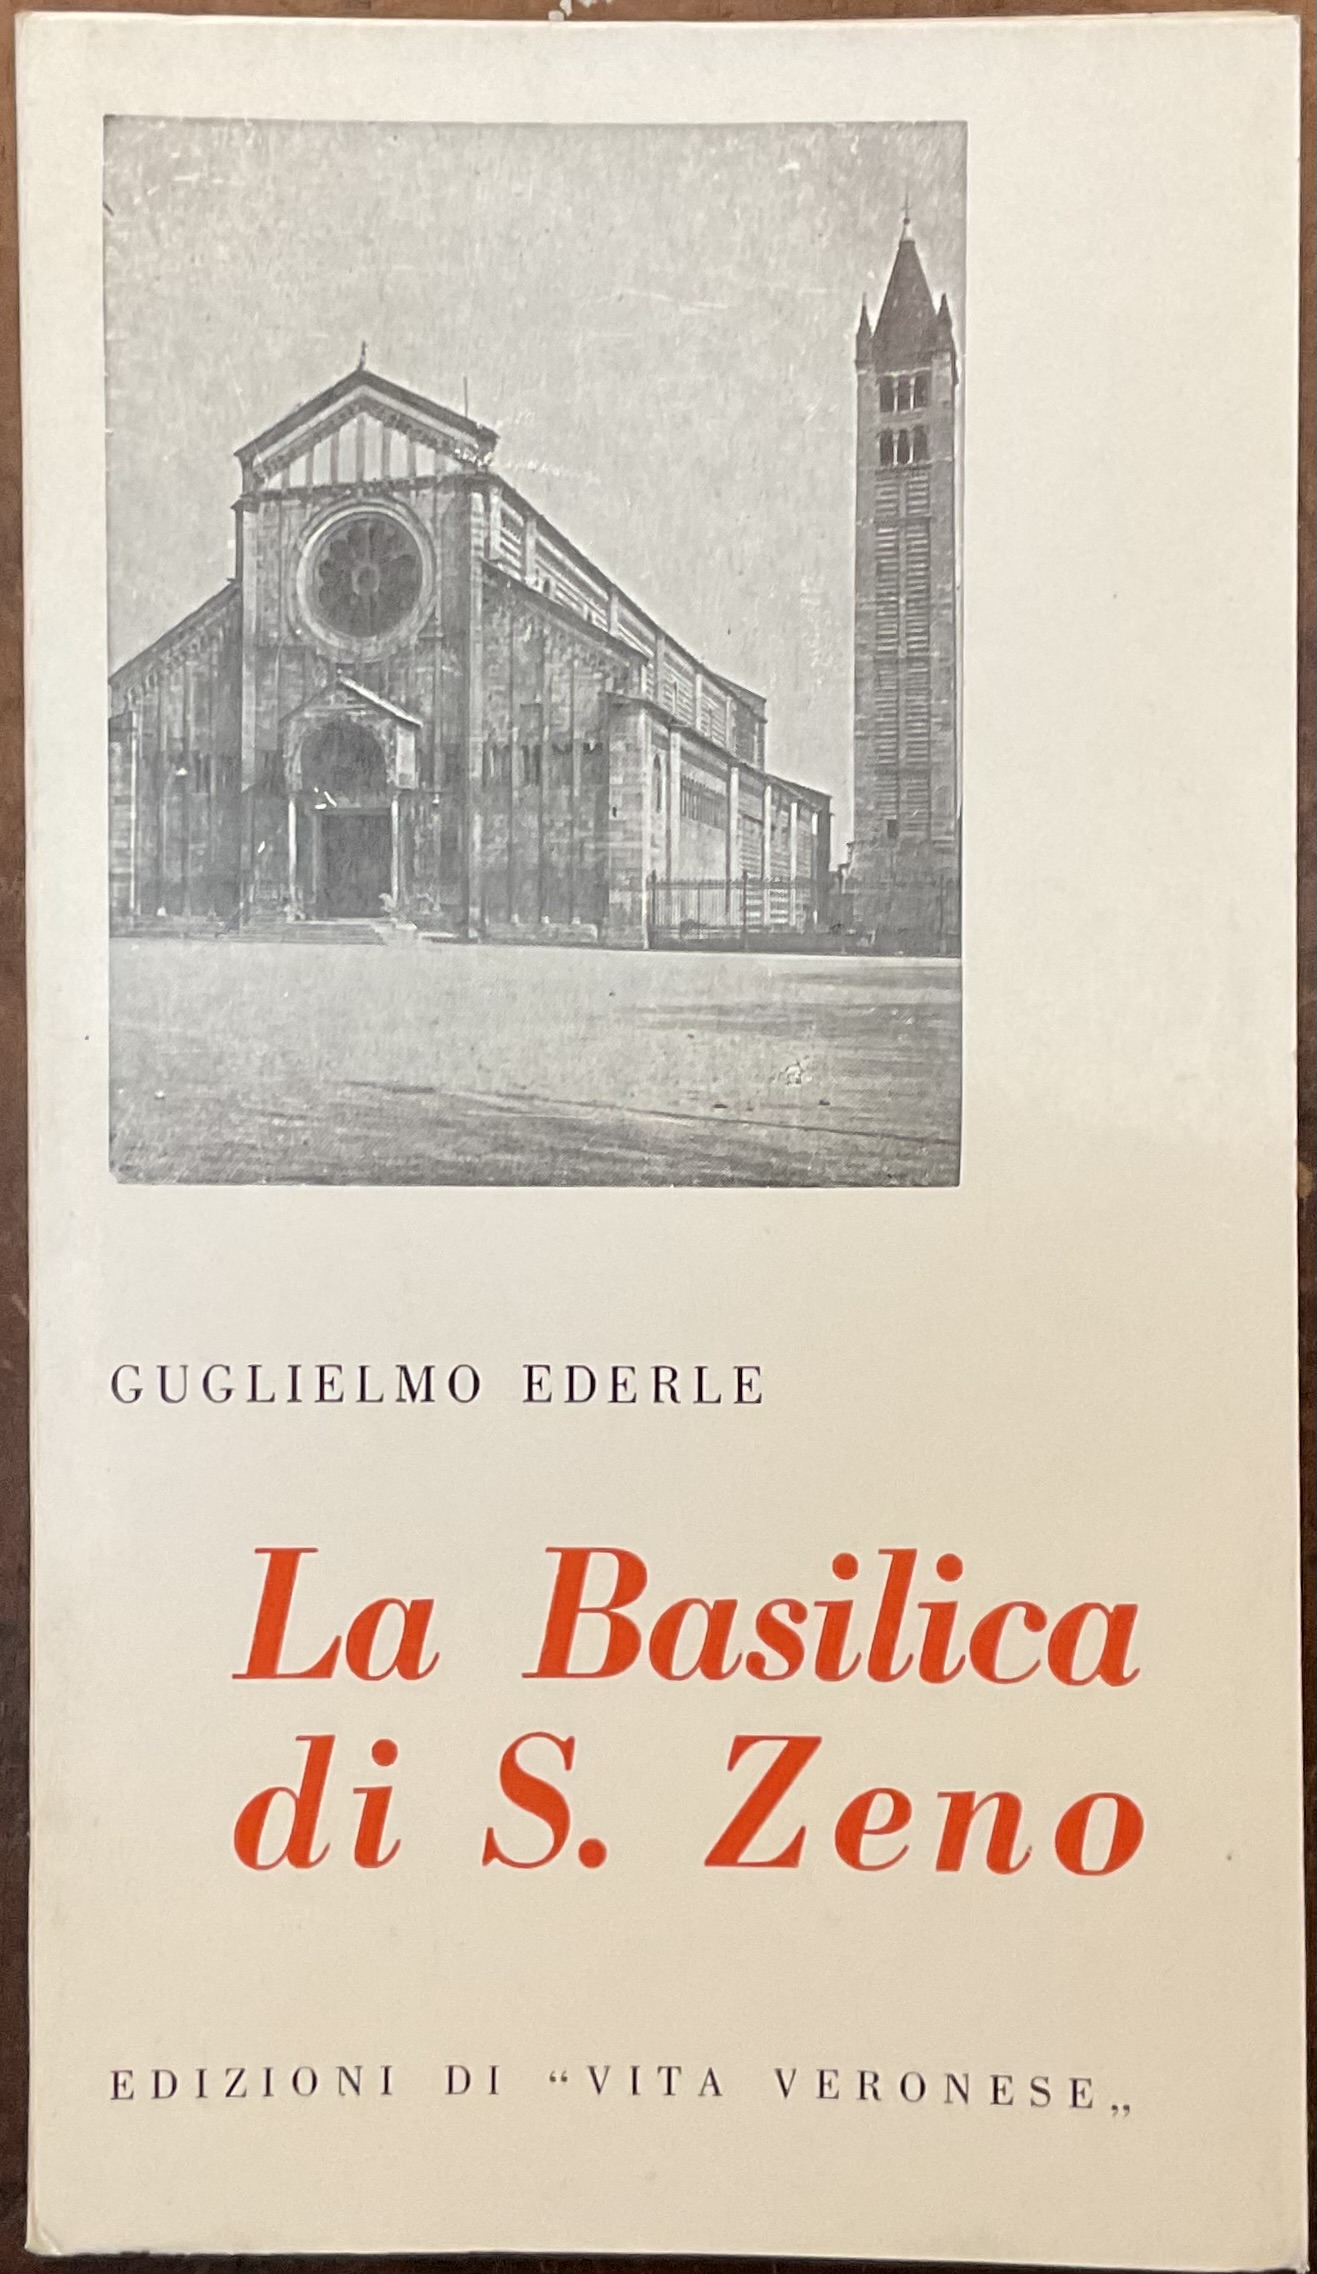 GUGLIELMO EDERLE
La Basilica
di S. Zeno
EDIZIONI DI “VITA VERONESE„